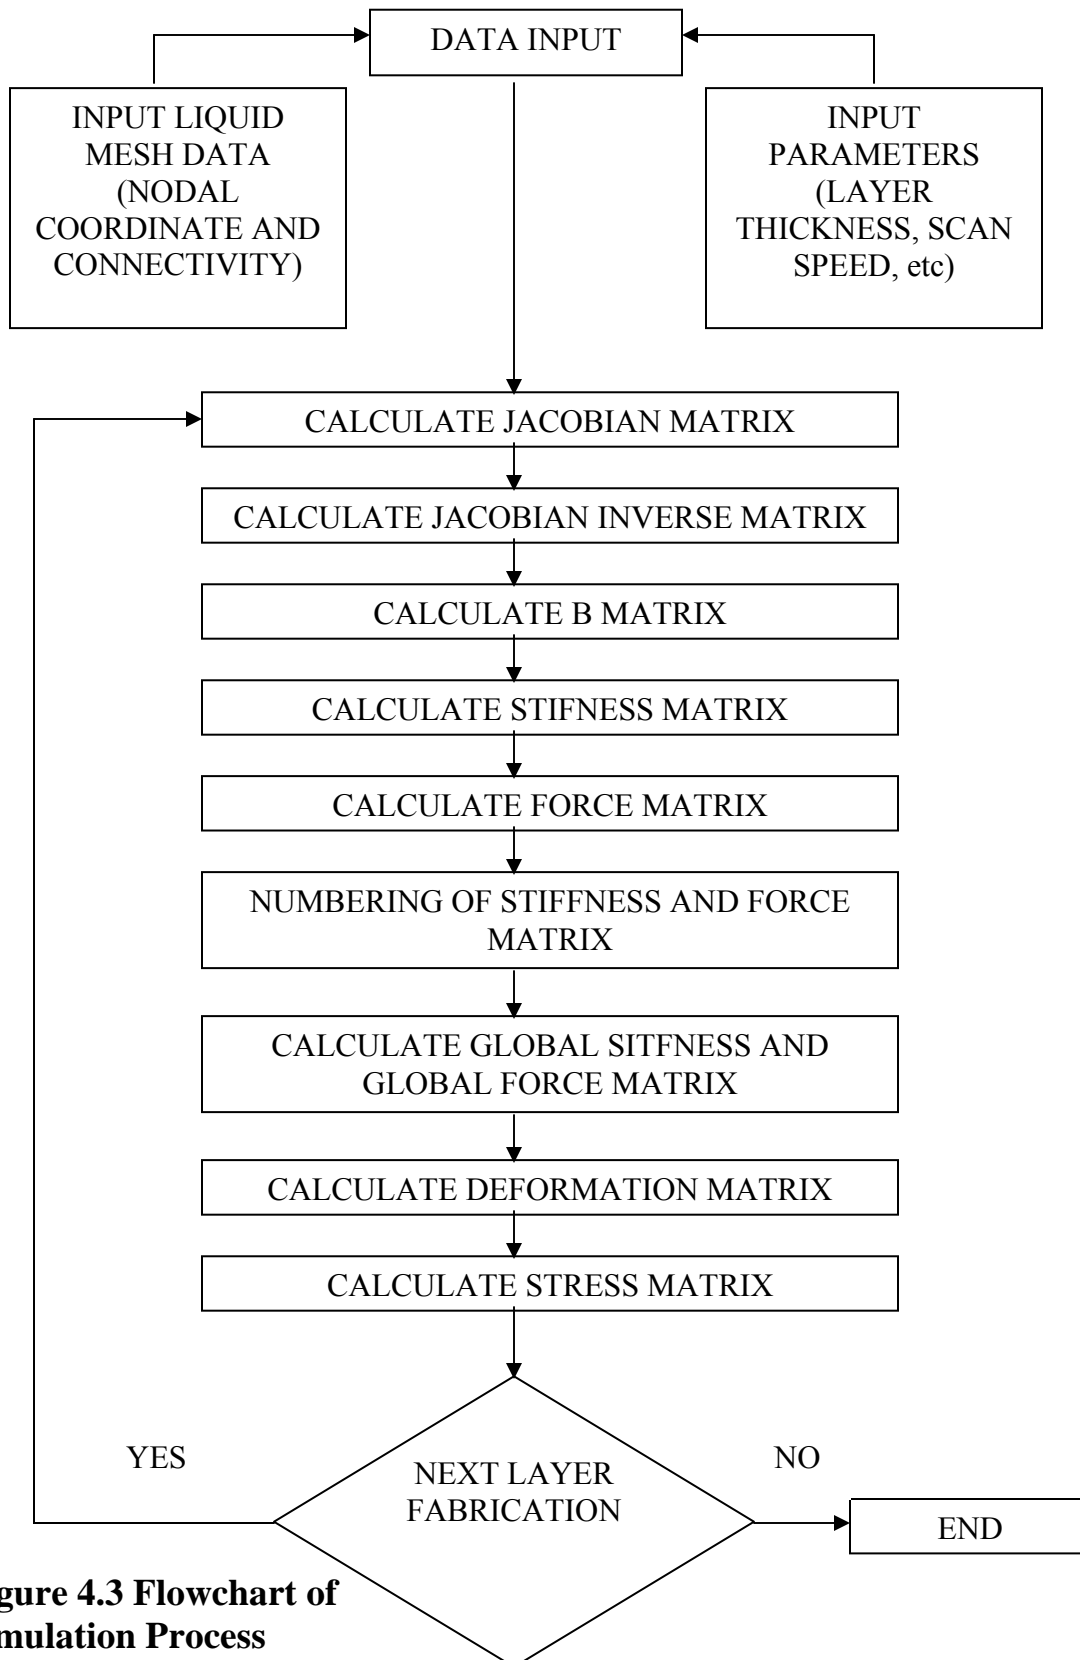 DATA INPUT
INPUT LIQUID
MESH DATA
(NODAL
COORDINATE AND
CONNECTIVITY)
INPUT
PARAMETERS
(LAYER
THICKNESS, SCAN
SPEED, etc)
CALCULATE JACOBIAN MATRIX
CALCULATE JACOBIAN INVERSE MATRIX
CALCULATE B MATRIX
CALCULATE STIFNESS MATRIX
CALCULATE FORCE MATRIX
NUMBERING OF STIFFNESS AND FORCE
MATRIX
CALCULATE GLOBAL SITFNESS AND
GLOBAL FORCE MATRIX
CALCULATE DEFORMATION MATRIX
CALCULATE STRESS MATRIX
YES
NEXT LAYER
FABRICATION
NO
END
gure 4.3 Flowchart of
mulation Process